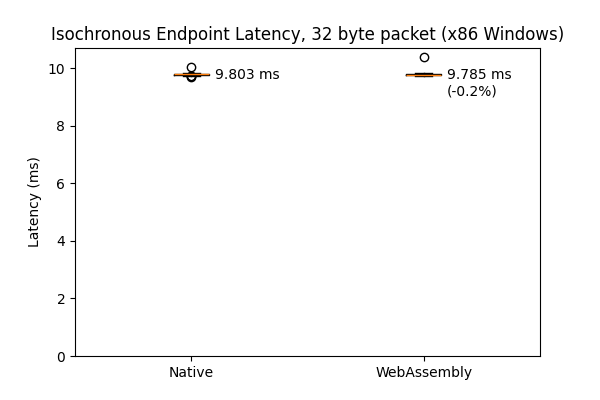 Isochronous Endpoint Latency, 32 byte packet (x86 Windows)
Latency (ms)
10
8
6
4
2
0
9.803 ms
9.785 ms
(-0.2%)
Native
WebAssembly